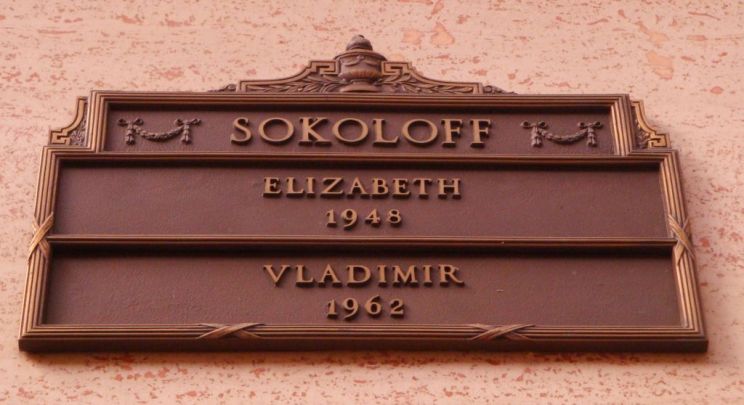 SOKOLOFF
ELIZABETH
1948
VLADIMIR
1962